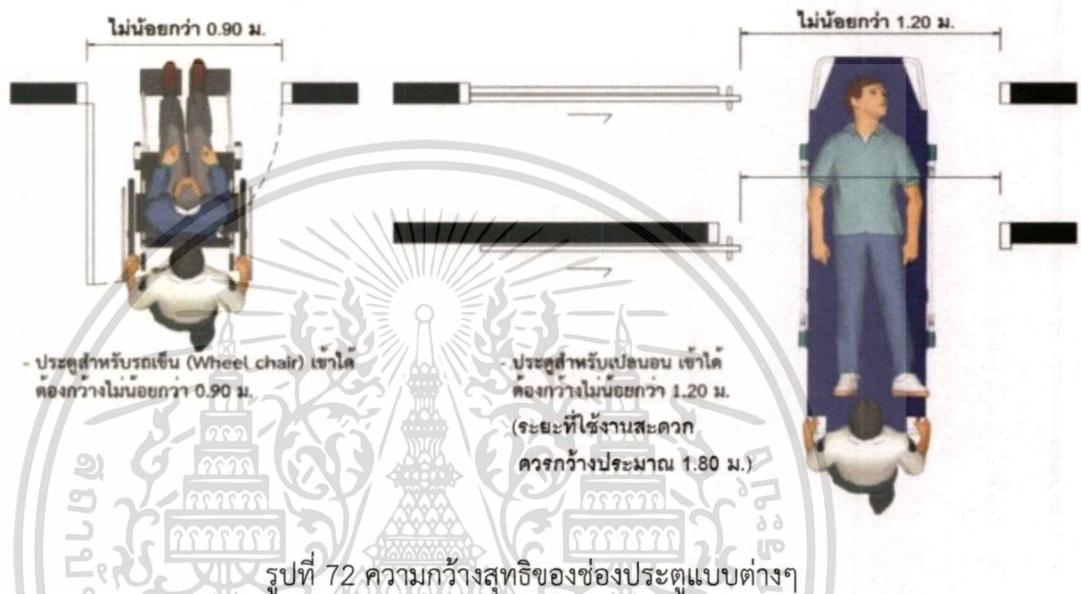 ไม่น้อยกว่า 0.90 ม.
ไม่น้อยกว่า 1.20 ม.
- ประตูสำหรับรถเข็น (Wheel chair) เข้าได้
ต้องกว้างไม่น้อยกว่า 0.90 ม.
- ประตูสำหรับเปลนอน เข้าได้
ต้องกว้างไม่น้อยกว่า 1.20 ม.
(ระยะที่ใช้งานสะดวก
ควรกว้างประมาณ 1.80 ม.)
รูปที่ 72 ความกว้างสุทธิของช่องประตูแบบต่างๆ